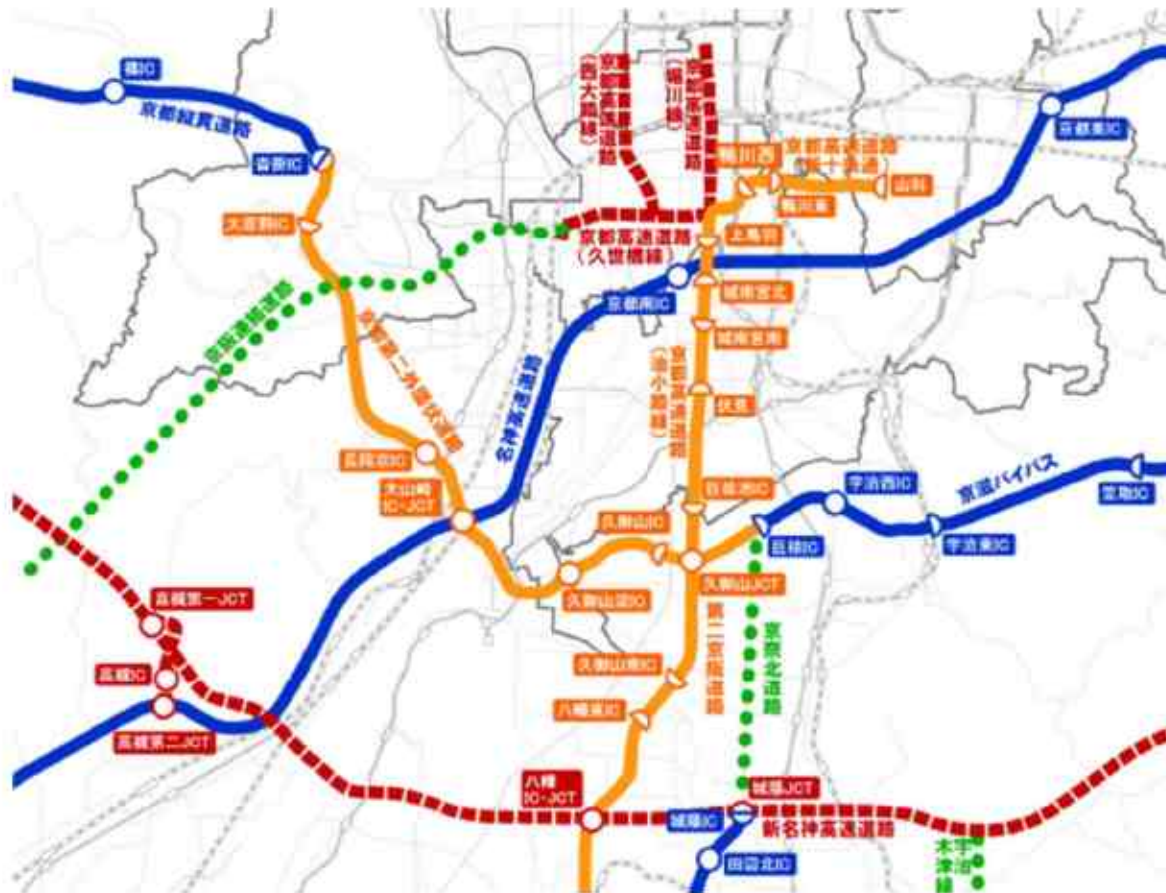 京都高速道路
（西大路線）
京都高速道路
（堀川線）
篠IC
京都縦貫道路
京都東IC
沓掛IC
鴨川西
京都高速道路
山科
鴨川東
大原野IC
上鳥羽
京都高速道路
（久世橋線）
京都南IC
城南宮北
京阪連絡道路
城南宮南
京都第二外環状道路
名神高速道路
京都高速道路
（油小路線）
伏見
長岡京IC
大山崎
IC・JCT
巨椋池IC
宇治西IC
京滋バイパス
笠取IC
久御山IC
巨椋IC
宇治東IC
久御山淀IC
久御山JCT
高槻第一JCT
第二京阪道路
京奈北道路
久御山南IC
高槻IC
八幡東IC
高槻第二JCT
八幡
IC・JCT
城陽JCT
城陽IC
新名神高速道路
田辺北IC
宇治
木津線